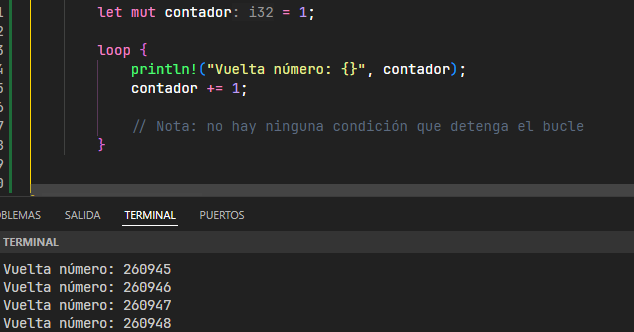 1 let mut contador: i32 = 1;
2
3 loop {
4 println!("Vuelta número: {}", contador);
5 contador += 1;
6
7 // Nota: no hay ninguna condición que detenga el bucle
8 }
9
0
OBLEMAS SALIDA TERMINAL PUERTOS
TERMINAL
Vuelta número: 260945
Vuelta número: 260946
Vuelta número: 260947
Vuelta número: 260948